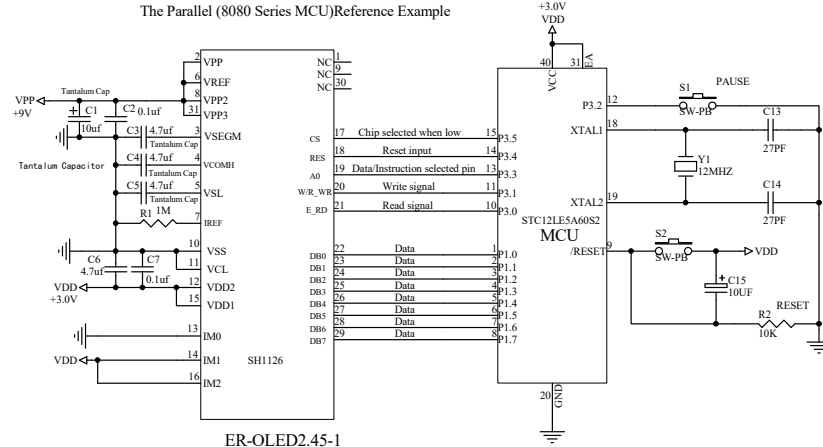 The Parallel (8080 Series MCU)Reference Example
+3.0V
VDD
40
31
EA
VCC
VPP
+9V
Tantalum Cap
C1
10uf
C2 0.1uf
C3 4.7uf
Tantalum Cap
Tantalum Capacitor
C4 4.7uf
Tantalum Cap
C5 4.7uf
Tantalum Cap
R1 1M
C6
4.7uf
C7
0.1uf
VDD
+3.0V
VDD
2 VPP
6 VREF
8 VPP2
31 VPP3
3 VSEGM
4 VCOMH
5 VSL
7 IREF
10 VSS
11 VCL
12 VDD2
15 VDD1
13 IM0
14 IM1
16 IM2
SH1126
ER-OLED2.45-1
NC 1
NC 9
NC 30
CS 17 Chip selected when low 15 P3.5
RES 18 Reset input 14 P3.4
A0 19 Data/Instruction selected pin 13 P3.3
W/R_WR 20 Write signal 11 P3.1
E_RD 21 Read signal 10 P3.0
DB0 22 Data 1 P1.0
DB1 23 Data 2 P1.1
DB2 24 Data 3 P1.2
DB3 25 Data 4 P1.3
DB4 26 Data 5 P1.4
DB5 27 Data 6 P1.5
DB6 28 Data 7 P1.6
DB7 29 Data 8 P1.7
STC12LE5A60S2
MCU
P3.2 12
XTAL1 18
XTAL2 19
/RESET 9
20
GND
S1 PAUSE
SW-PB
C13
27PF
Y1
12MHZ
C14
27PF
S2
SW-PB
VDD
C15
10UF
RESET
R2
10K